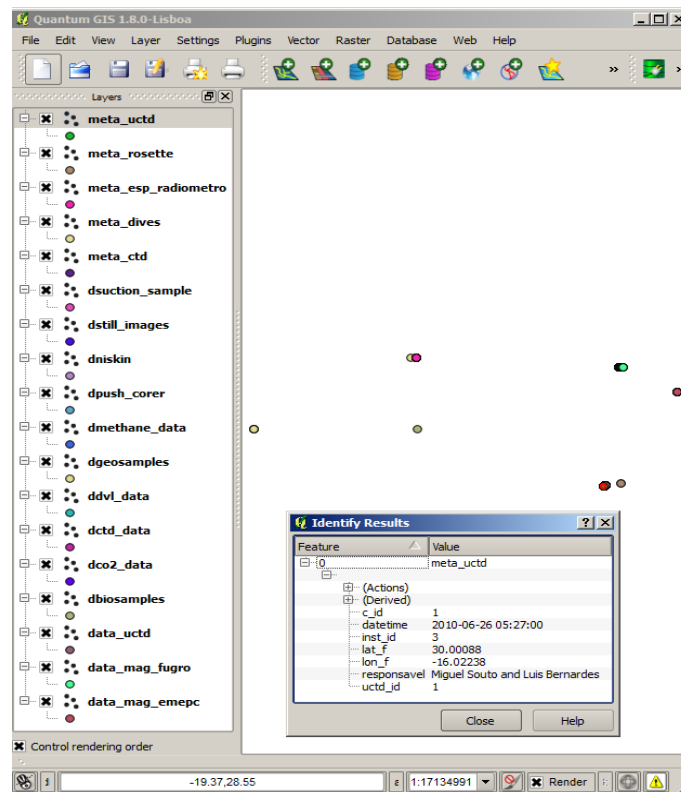 Quantum GIS 1.8.0-Lisboa
File Edit View Layer Settings Plugins Vector Raster Database Web Help
» »
Layers
meta_uctd
meta_rosette
meta_esp_radiometro
meta_dives
meta_ctd
dsuction_sample
dstill_images
dniskin
dpush_corer
dmethane_data
dgeosamples
ddvl_data
dctd_data
dco2_data
dbiosamples
data_uctd
data_mag_fugro
data_mag_emepc
Identify Results
Feature Value
0 meta_uctd
(Actions)
(Derived)
c_id 1
datetime 2010-06-26 05:27:00
inst_id 3
lat_f 30.00088
lon_f -16.02238
responsavel Miguel Souto and Luis Bernardes
uctd_id 1
Close Help
Control rendering order
-19.37,28.55 1:17134991 Render